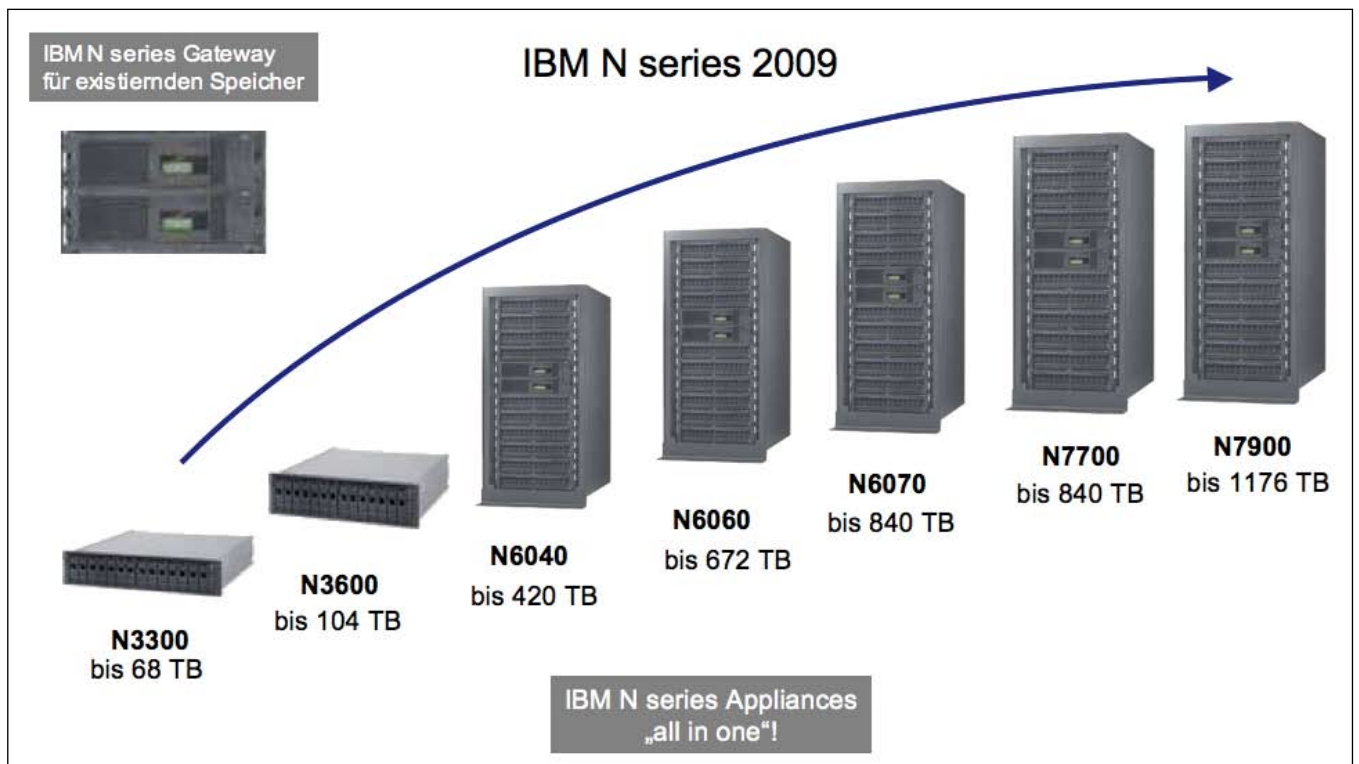 IBM N series Gateway
für existiernden Speicher
IBM N series 2009
N3300
bis 68 TB
N3600
bis 104 TB
N6040
bis 420 TB
N6060
bis 672 TB
N6070
bis 840 TB
N7700
bis 840 TB
N7900
bis 1176 TB
IBM N series Appliances
„all in one“!